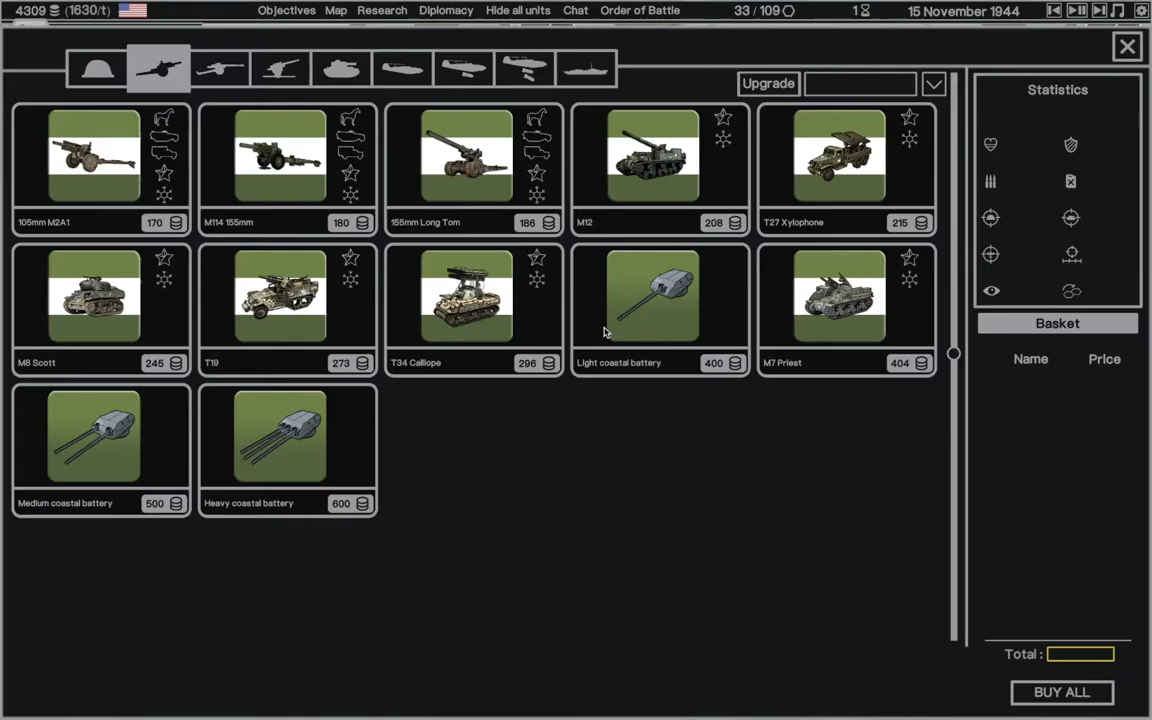 4309 (1630/t) Objectives Map Research Diplomacy Hide all units Chat Order of Battle 33 / 109 1 15 November 1944
Upgrade
Statistics
105mm M2A1 170
M114 155mm 180
155mm Long Tom 186
M12 208
T27 Xylophone 215
M8 Scott 245
T19 273
T34 Calliope 296
Light coastal battery 400
M7 Priest 404
Basket
Name Price
Medium coastal battery 500
Heavy coastal battery 600
Total :
BUY ALL